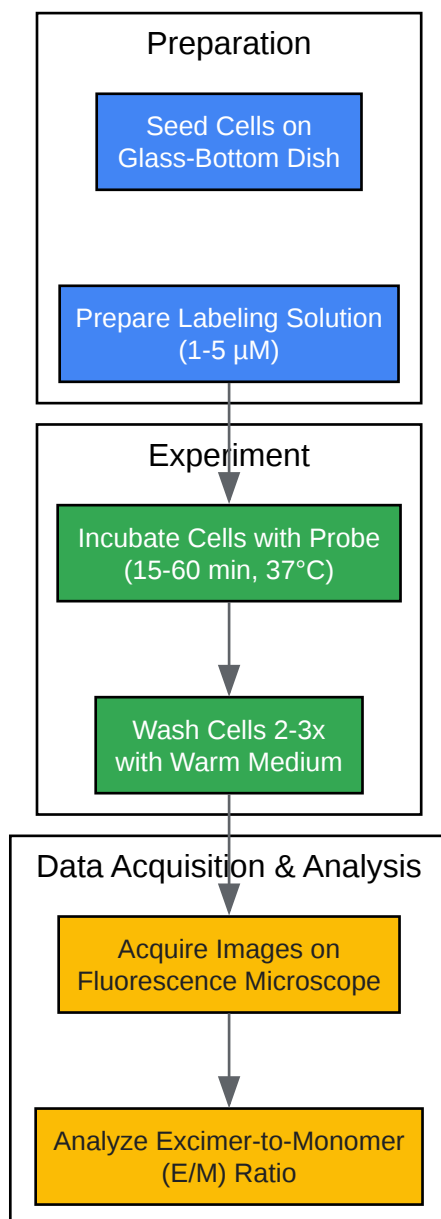 Preparation
Seed Cells on
Glass-Bottom Dish
Prepare Labeling Solution
(1-5 µM)
Experiment
Incubate Cells with Probe
(15-60 min, 37°C)
Wash Cells 2-3x
with Warm Medium
Data Acquisition & Analysis
Acquire Images on
Fluorescence Microscope
Analyze Excimer-to-Monomer
(E/M) Ratio